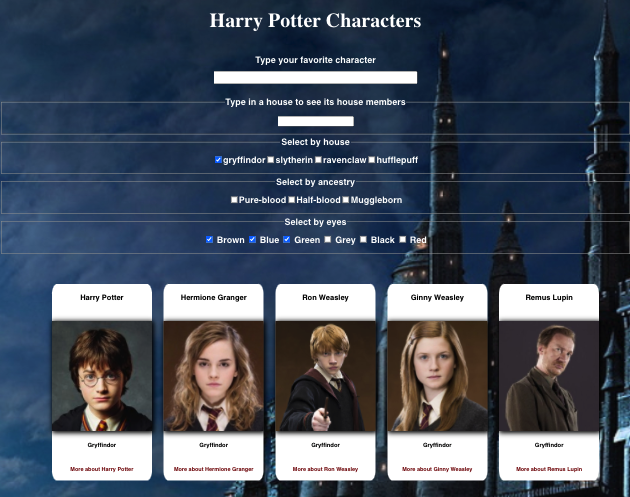 Harry Potter Characters
Type your favorite character
Type in a house to see its house members
Select by house
gryffindor slytherin ravenclaw hufflepuff
Select by ancestry
Pure-blood Half-blood Muggleborn
Select by eyes
Brown Blue Green Grey Black Red
Harry Potter Hermione Granger Ron Weasley Ginny Weasley Remus Lupin
Gryffindor Gryffindor Gryffindor Gryffindor Gryffindor
More about Harry Potter More about Hermione Granger More about Ron Weasley More about Ginny Weasley More about Remus Lupin